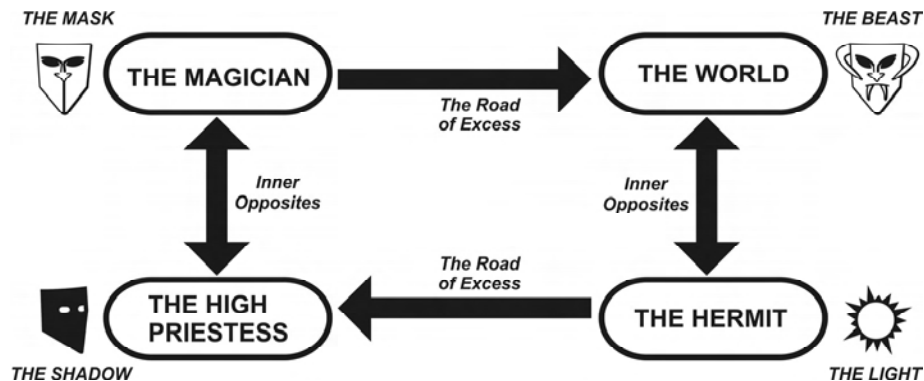 THE MASK
THE BEAST
THE MAGICIAN
THE WORLD
The Road
of Excess
Inner
Opposites
Inner
Opposites
The Road
of Excess
THE HIGH
PRIESTESS
THE HERMIT
THE SHADOW
THE LIGHT